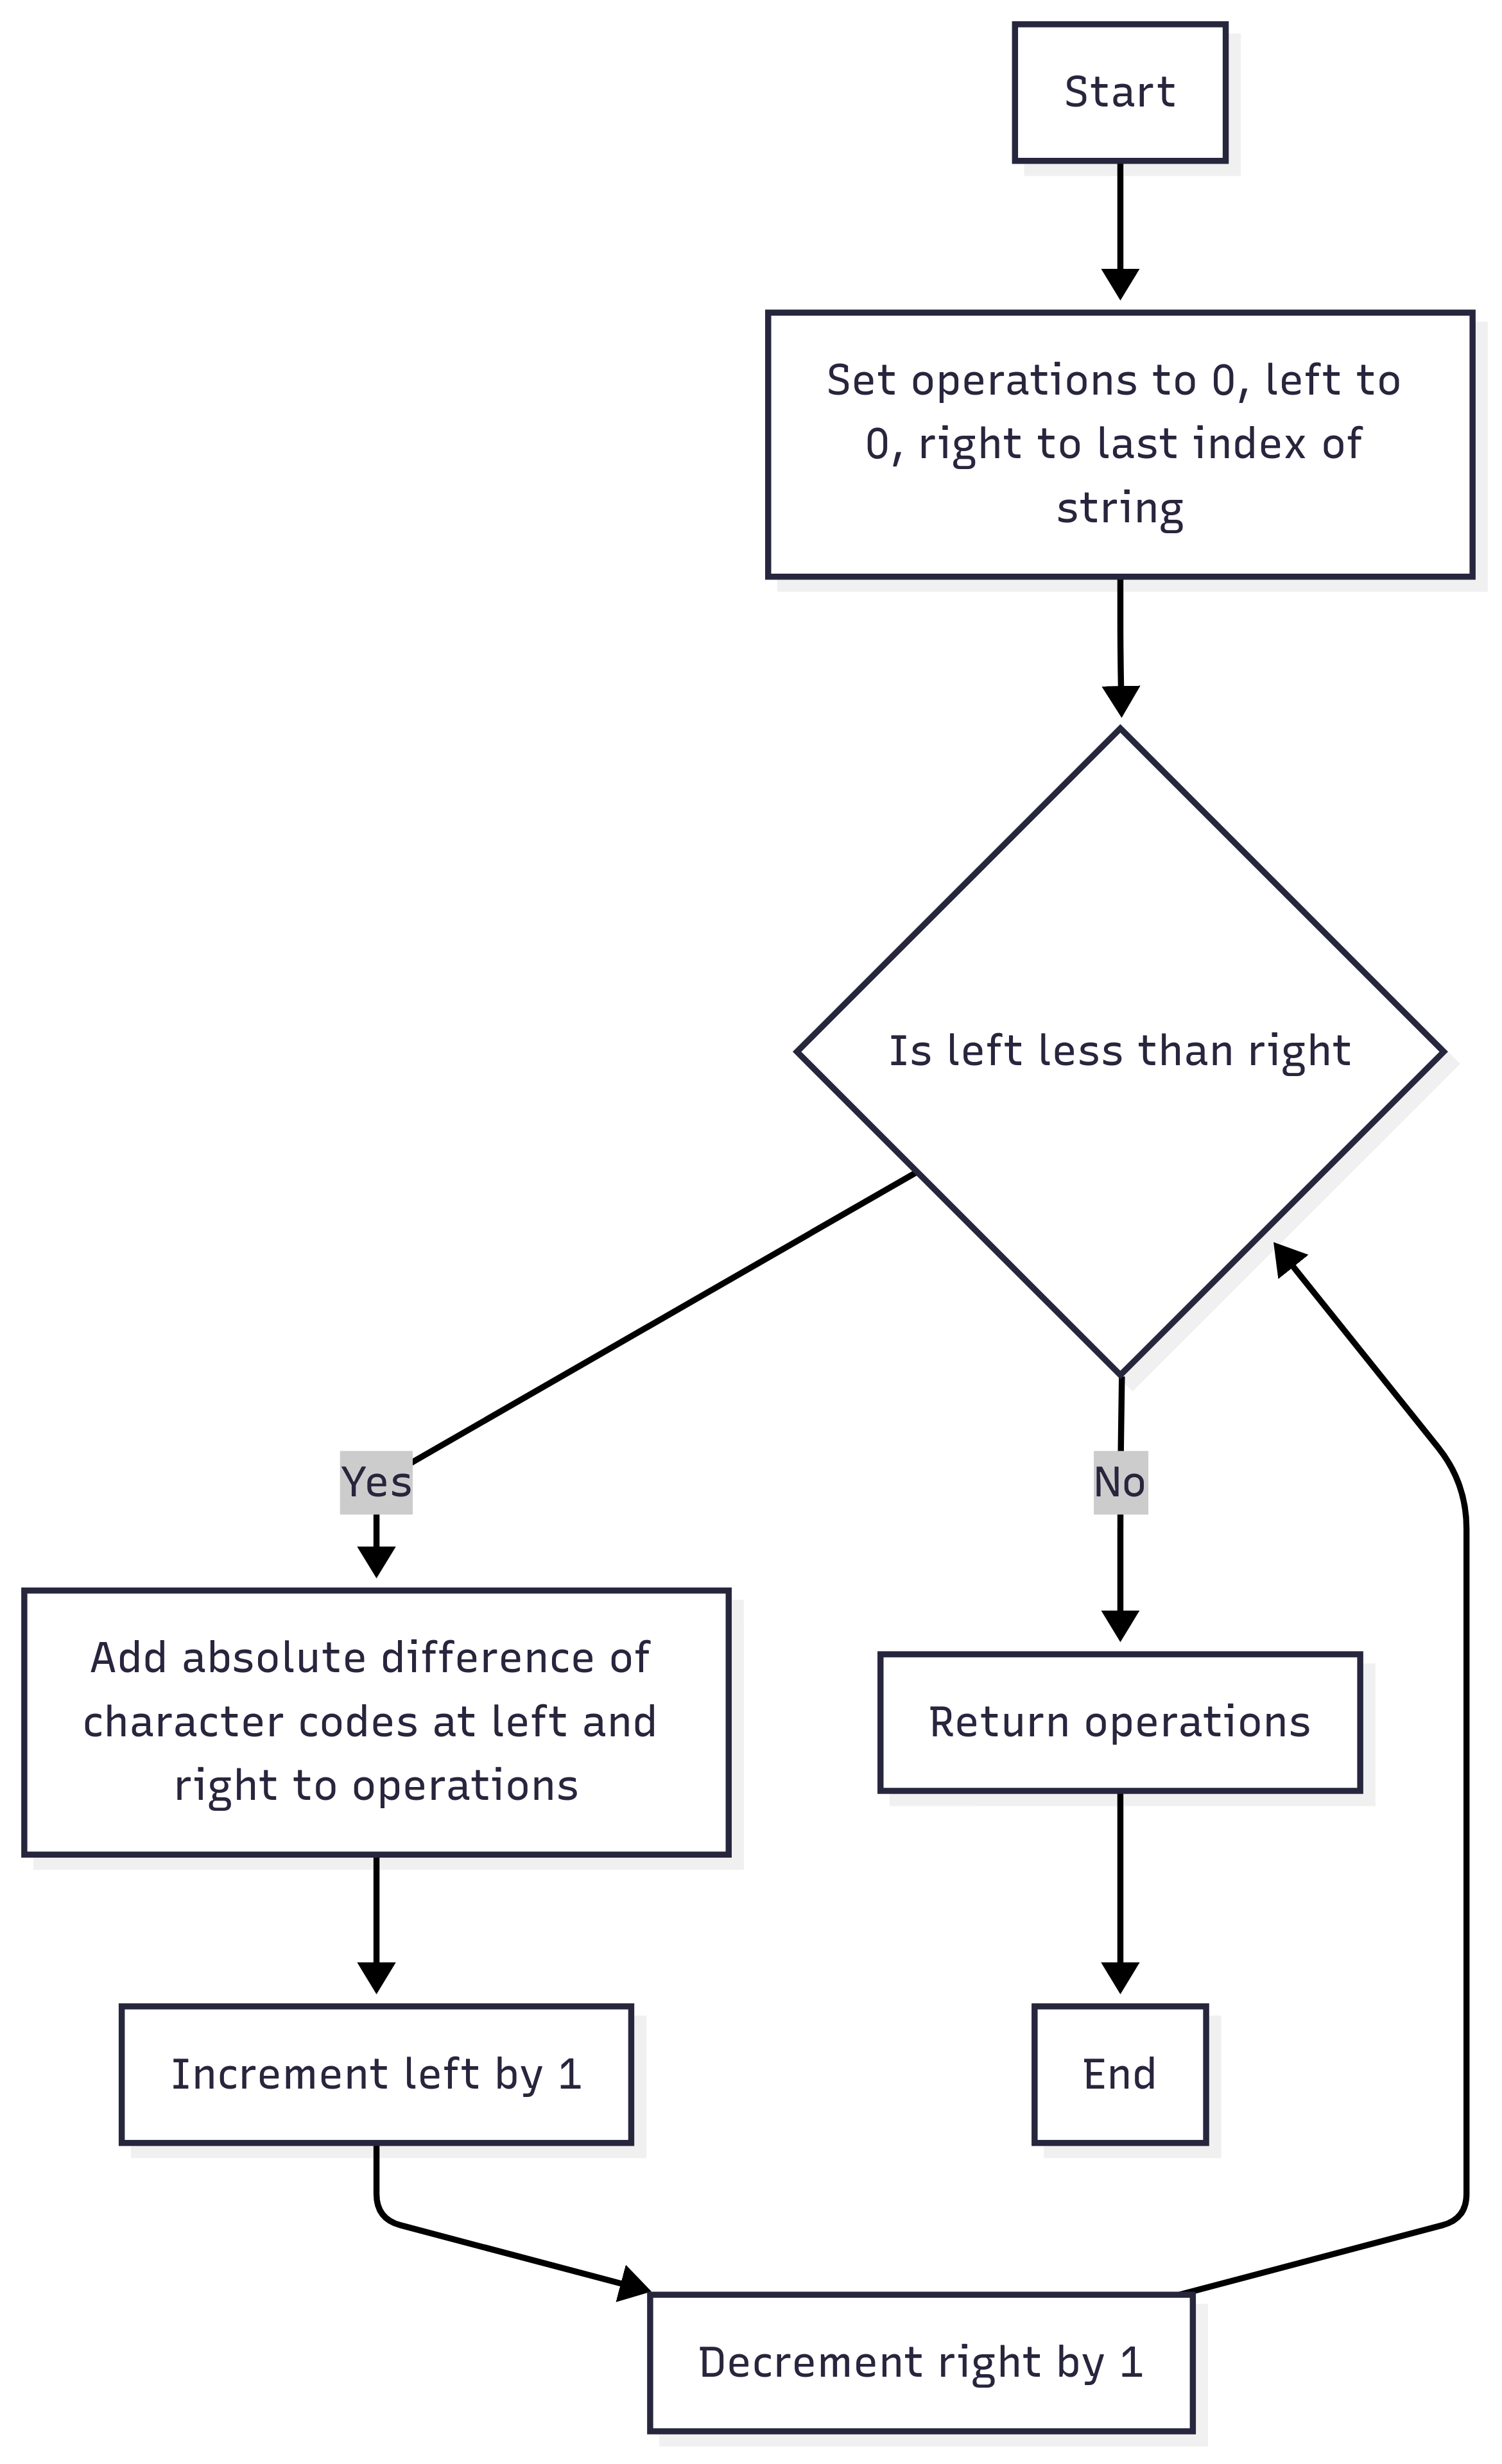 Start
Set operations to 0, left to
0, right to last index of
string
Is left less than right
Yes
No
Add absolute difference of
character codes at left and
right to operations
Return operations
Increment left by 1
End
Decrement right by 1